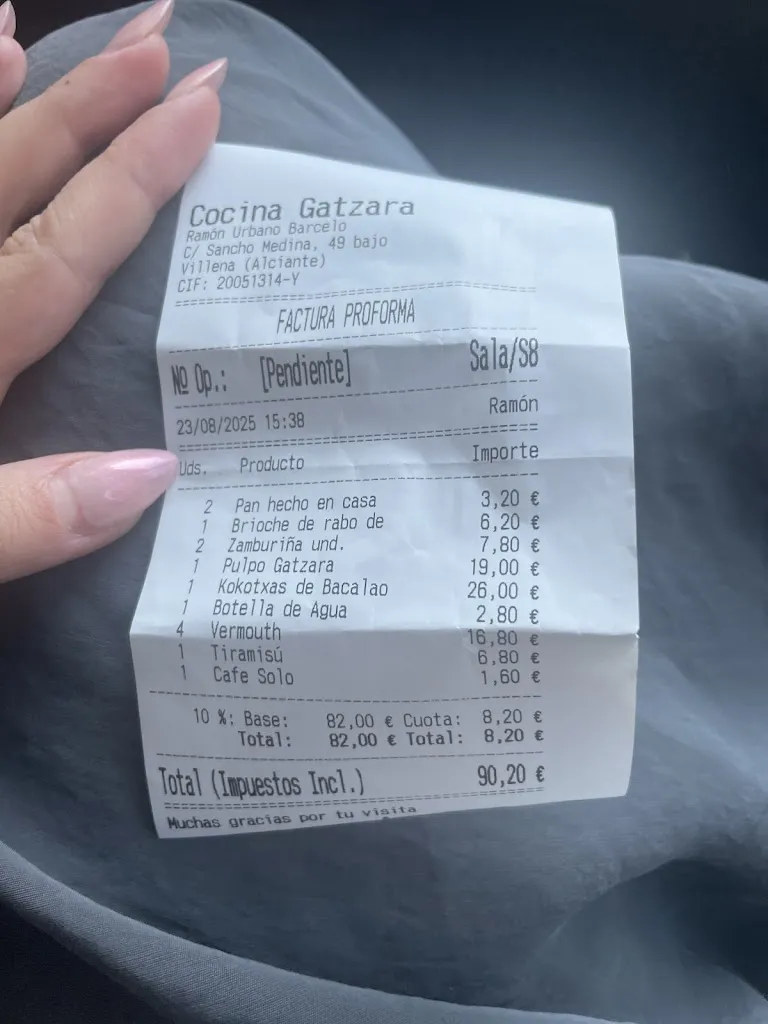 Cocina Gatzara
Ramón Urbano Barcelo
C/ Sancho Medina, 49 bajo
Villena (Alciante)
CIF: 20051314-Y
FACTURA PROFORMA
Nº Op.: [Pendiente] Sala/S8
23/08/2025 15:38 Ramón
Uds. Producto Importe
2 Pan hecho en casa 3,20 €
1 Brioche de rabo de 6,20 €
2 Zamburiña und. 7,80 €
1 Pulpo Gatzara 19,00 €
1 Kokotxas de Bacalao 26,00 €
1 Botella de Agua 2,80 €
4 Vermouth 16,80 €
1 Tiramisú 6,80 €
1 Cafe Solo 1,60 €
10 %: Base: 82,00 € Cuota: 8,20 €
Total: 82,00 € Total: 8,20 €
Total (Impuestos Incl.) 90,20 €
Muchas gracias por tu visita